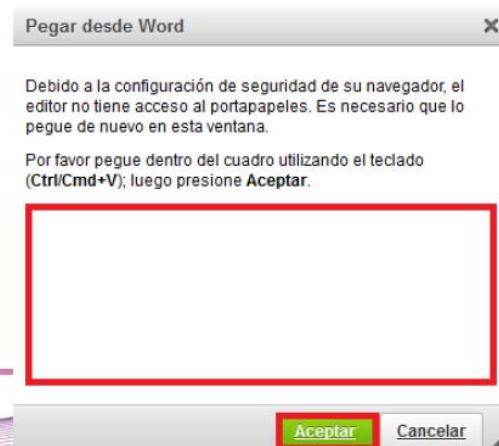 Pegar desde Word
Debido a la configuración de seguridad de su navegador, el
editor no tiene acceso al portapapeles. Es necesario que lo
pegue de nuevo en esta ventana.
Por favor pegue dentro del cuadro utilizando el teclado
(Ctrl/Cmd+V); luego presione Aceptar.
Aceptar Cancelar